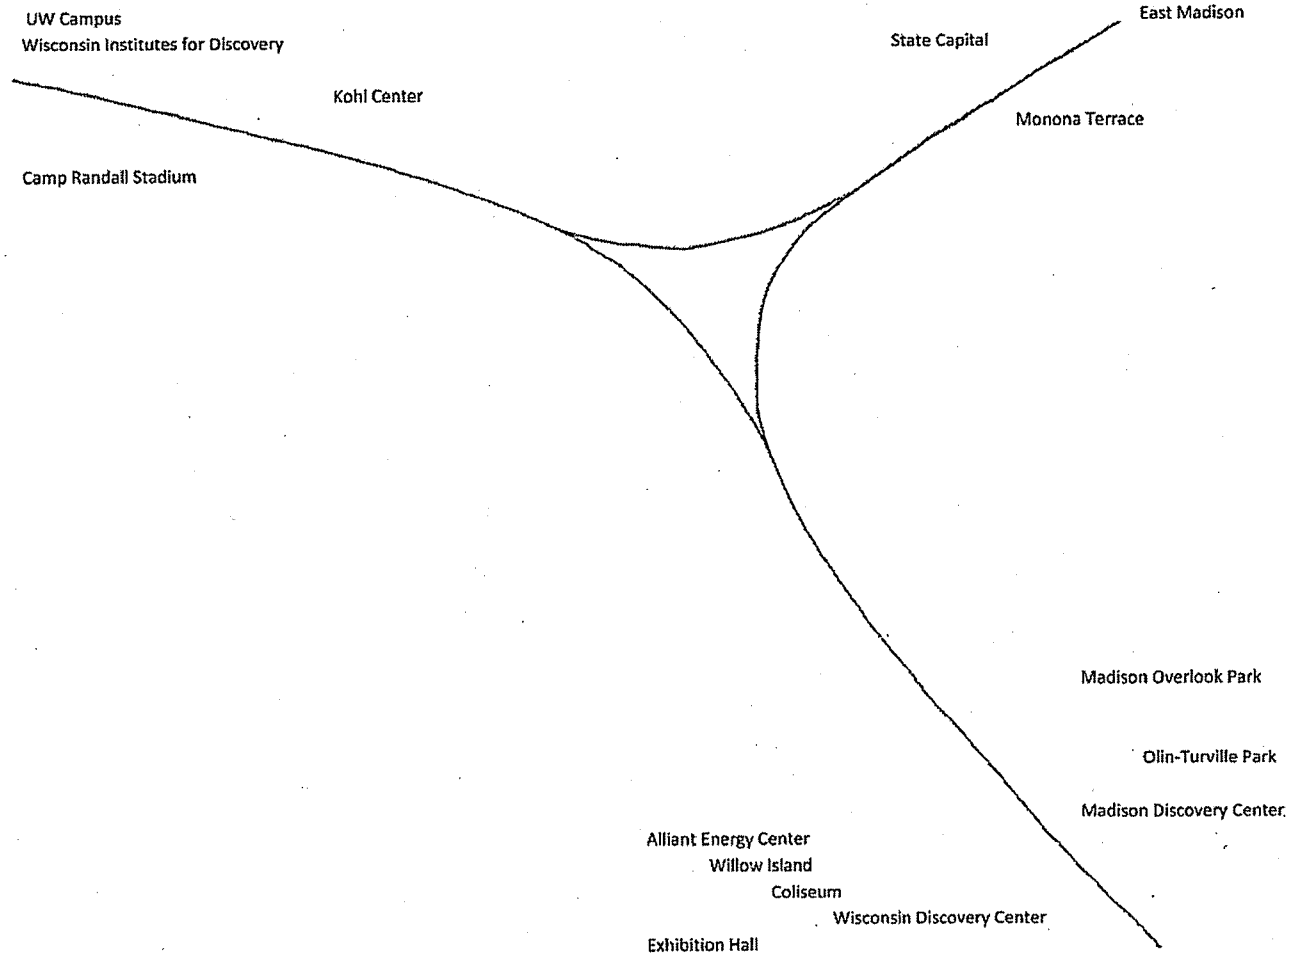 UW Campus
Wisconsin Institutes for Discovery
Kohl Center
Camp Randall Stadium
East Madison
State Capital
Monona Terrace
Madison Overlook Park
Olin-Turville Park
Madison Discovery Center
Alliant Energy Center
Willow Island
Coliseum
Wisconsin Discovery Center
Exhibition Hall